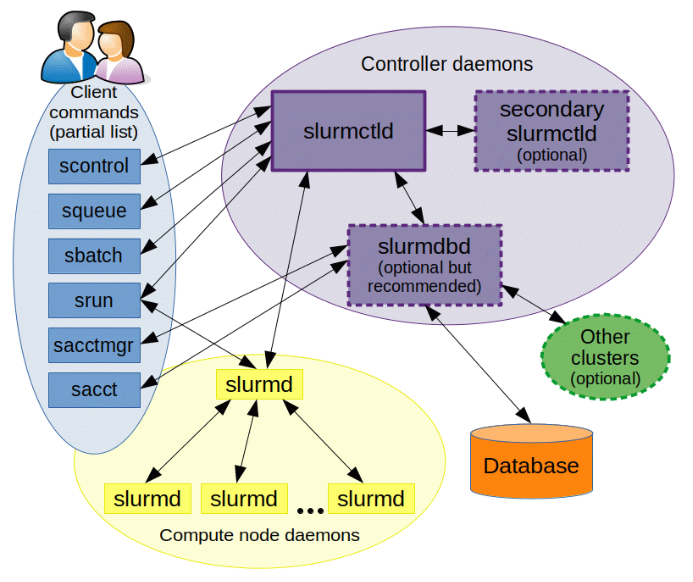 Client
commands
(partial list)
scontrol
squeue
sbatch
srun
sacctmgr
sacct
Controller daemons
slurmctld
secondary
slurmctld
(optional)
slurmdbd
(optional but
recommended)
Other
clusters
(optional)
Database
slurmd
slurmd
slurmd
...
slurmd
Compute node daemons